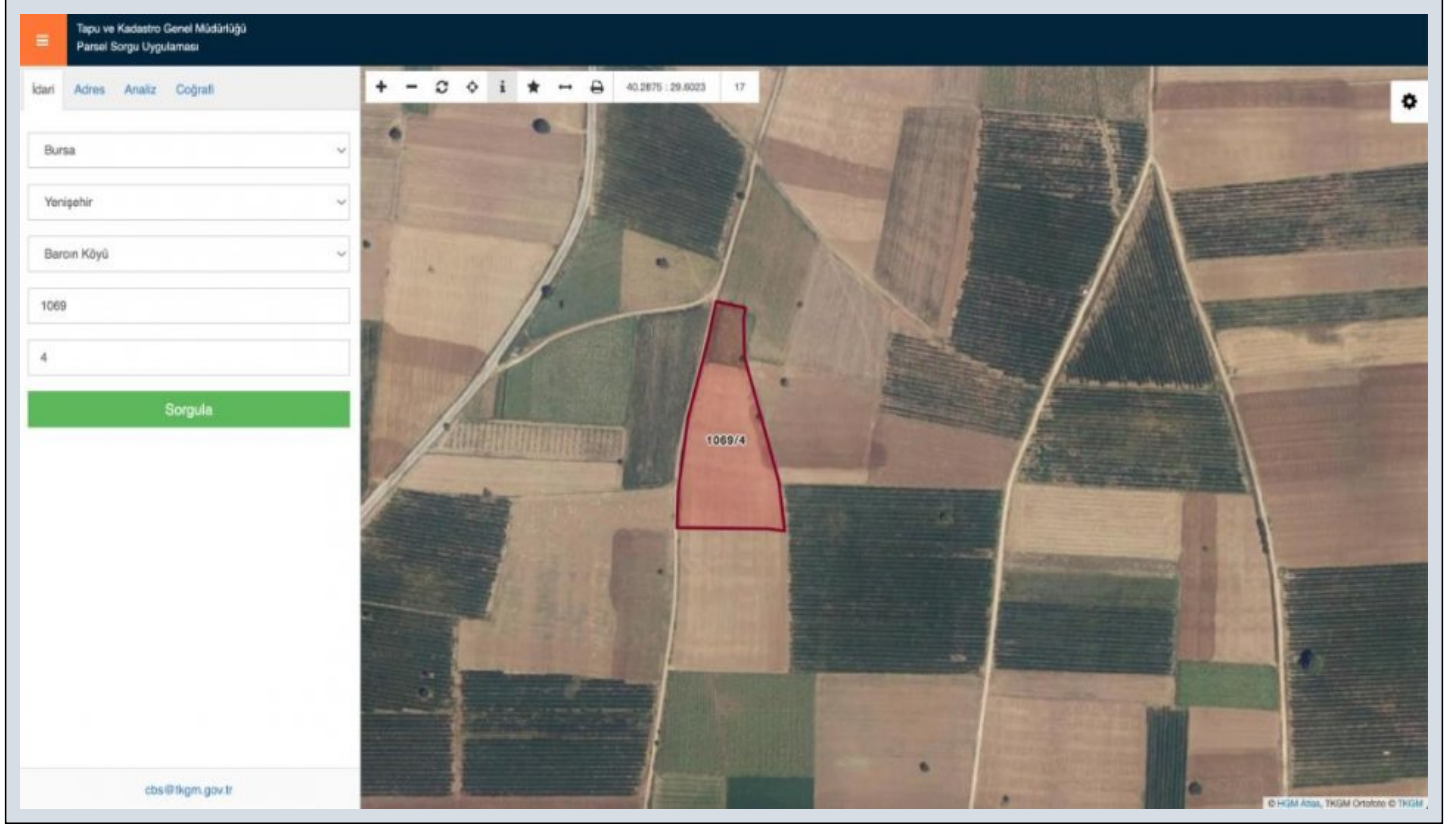 Tapu ve Kadastro Genel Müdürlüğü
Parsel Sorgu Uygulaması
İdari Adres Analiz Coğrafi
40.2875 : 29.6023 17
Bursa
Yenişehir
Barcın Köyü
1069
4
Sorgula
1069/4
cbs@tkgm.gov.tr
© HGM Atlas, TKGM Ortofoto © TKGM